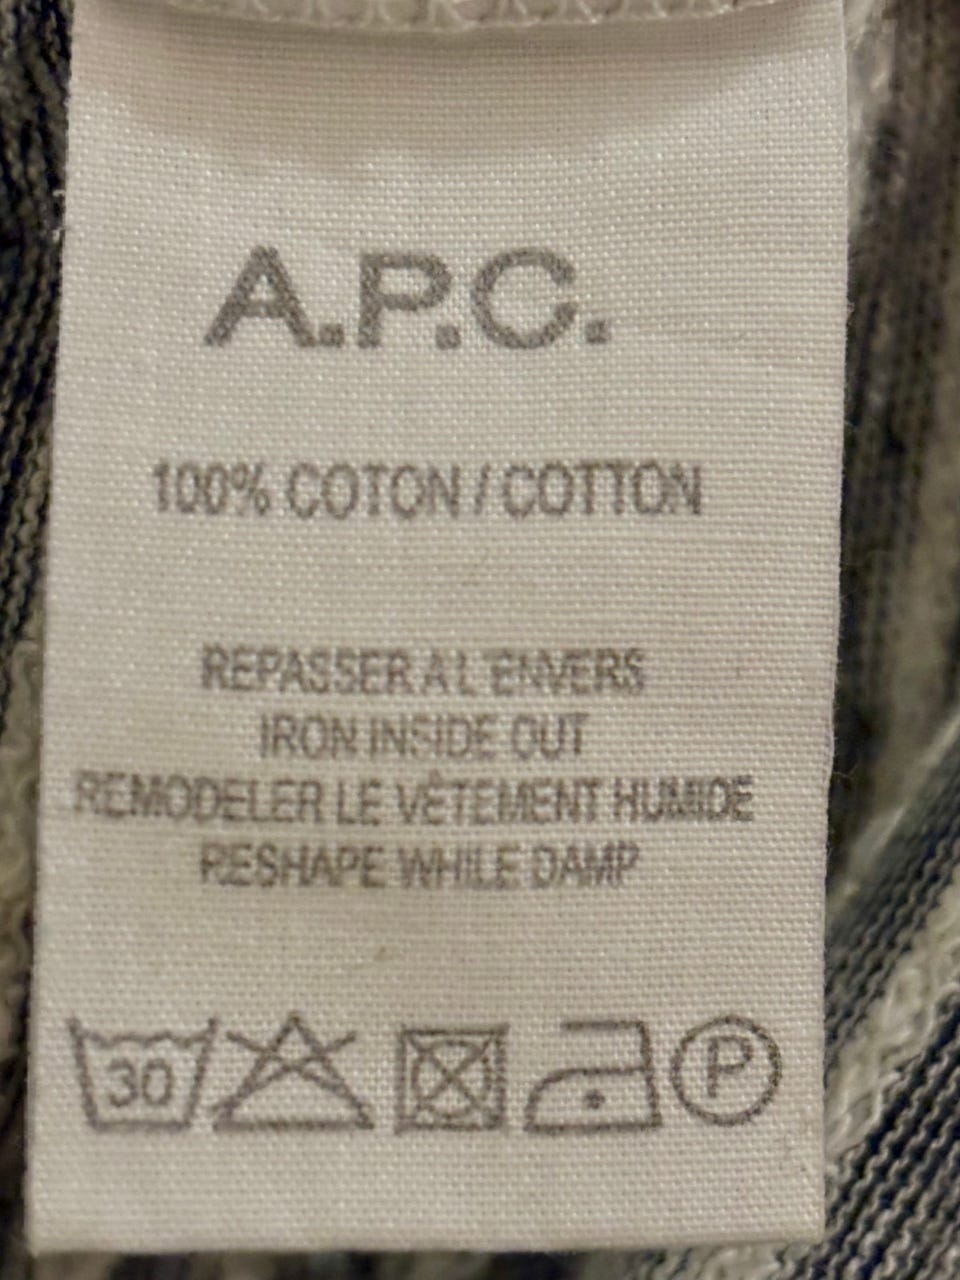 A.P.C.
100% COTON / COTTON
REPASSER A L'ENVERS
IRON INSIDE OUT
REMODELER LE VÊTEMENT HUMIDE
RESHAPE WHILE DAMP
30 P